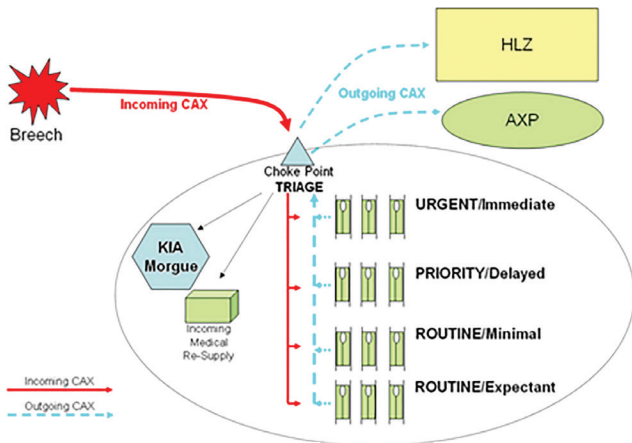 HLZ
Incoming CAX
Outgoing CAX
Breech
AXP
Choke Point
TRIAGE
URGENT/Immediate
KIA
Morgue
PRIORITY/Delayed
Incoming
Medical
Re-Supply
ROUTINE/Minimal
Incoming CAX
ROUTINE/Expectant
Outgoing CAX